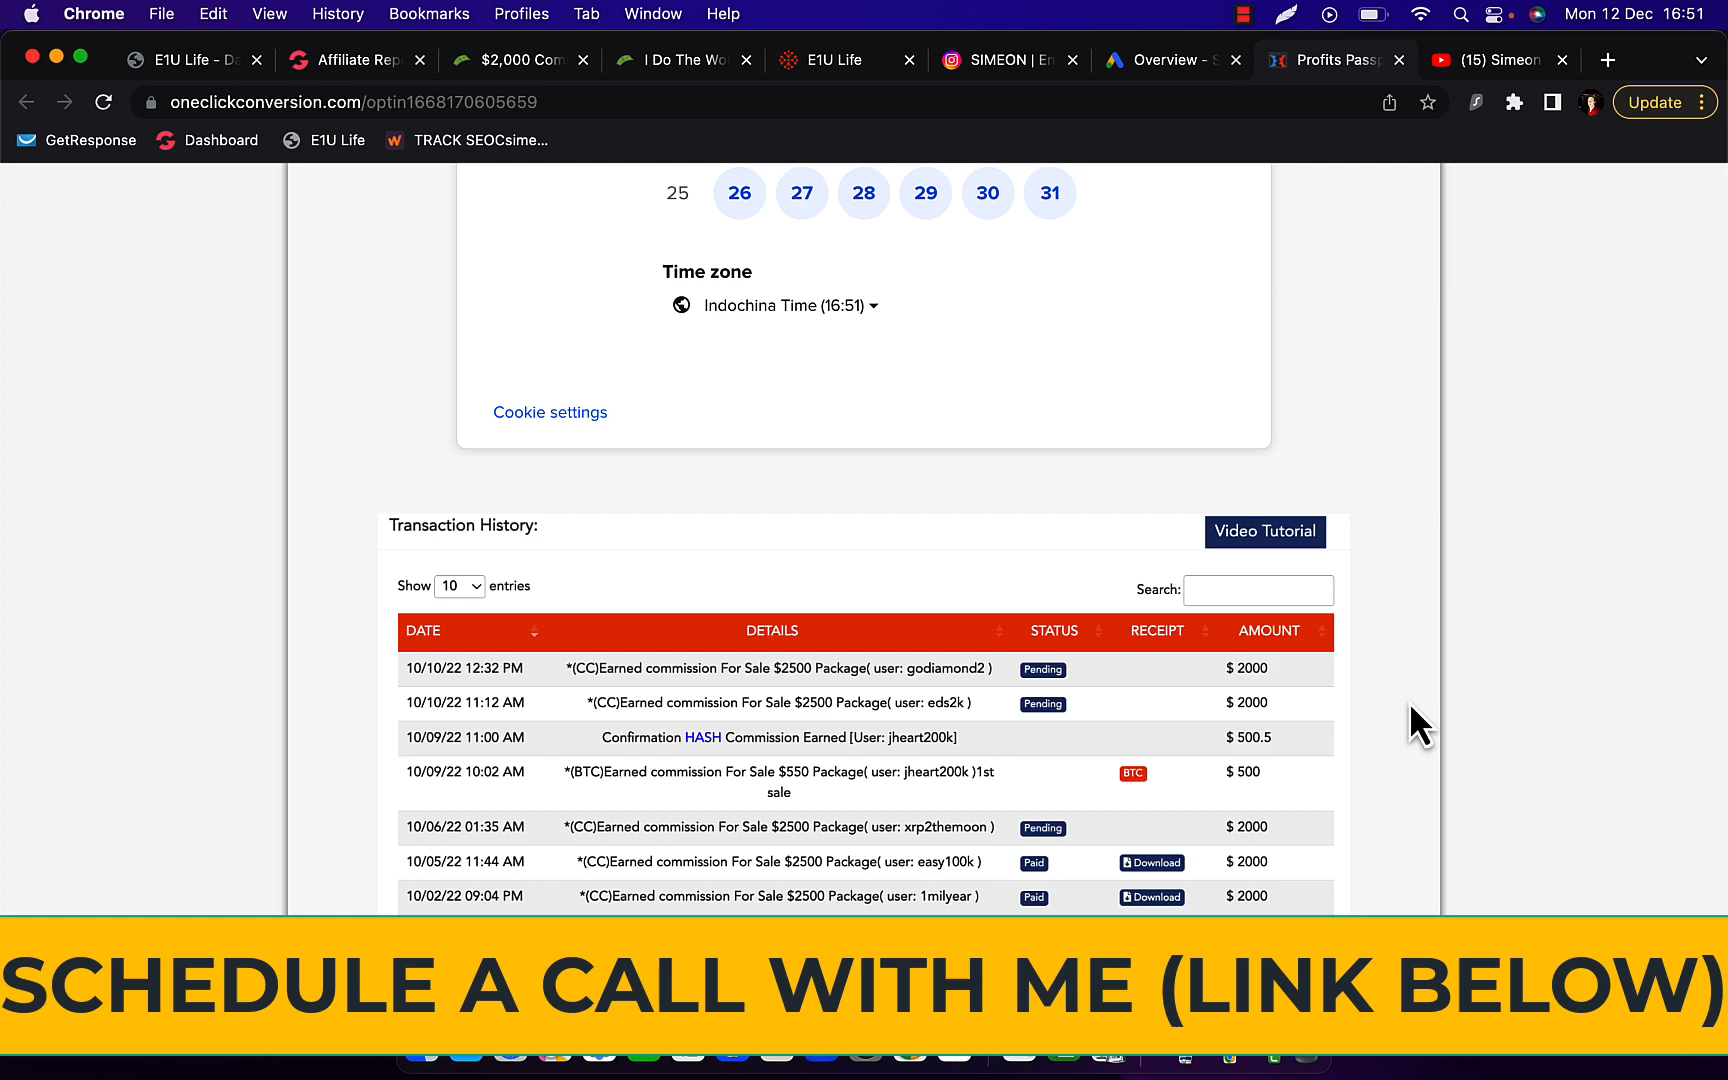 Chrome File Edit View History Bookmarks Profiles Tab Window Help Mon 12 Dec 16:51
E1U Life - Da Affiliate Rep $2,000 Com I Do The Wo E1U Life SIMEON | En Overview - S Profits Passp (15) Simeon
oneclickconversion.com/optin1668170605659 Update
GetResponse Dashboard E1U Life TRACK SEOCsime...
25 26 27 28 29 30 31
Time zone
Indochina Time (16:51)
Cookie settings
Transaction History: Video Tutorial
Show 10 entries Search:
DATE DETAILS STATUS RECEIPT AMOUNT
10/10/22 12:32 PM *(CC)Earned commission For Sale $2500 Package( user: godiamond2 ) Pending $ 2000
10/10/22 11:12 AM *(CC)Earned commission For Sale $2500 Package( user: eds2k ) Pending $ 2000
10/09/22 11:00 AM Confirmation HASH Commission Earned [User: jheart200k] $ 500.5
10/09/22 10:02 AM *(BTC)Earned commission For Sale $550 Package( user: jheart200k )1st BTC $ 500
sale
10/06/22 01:35 AM *(CC)Earned commission For Sale $2500 Package( user: xrp2themoon ) Pending $ 2000
10/05/22 11:44 AM *(CC)Earned commission For Sale $2500 Package( user: easy100k ) Paid Download $ 2000
10/02/22 09:04 PM *(CC)Earned commission For Sale $2500 Package( user: 1milyear ) Paid Download $ 2000
SCHEDULE A CALL WITH ME (LINK BELOW)